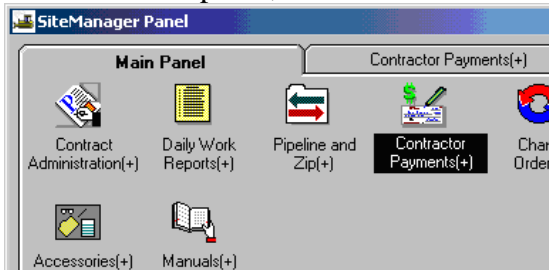 SiteManager Panel
Main Panel
Contractor Payments(+)
Contract
Administration(+)
Daily Work
Reports(+)
Pipeline and
Zip(+)
Contractor
Payments(+)
Accessories(+)
Manuals(+)